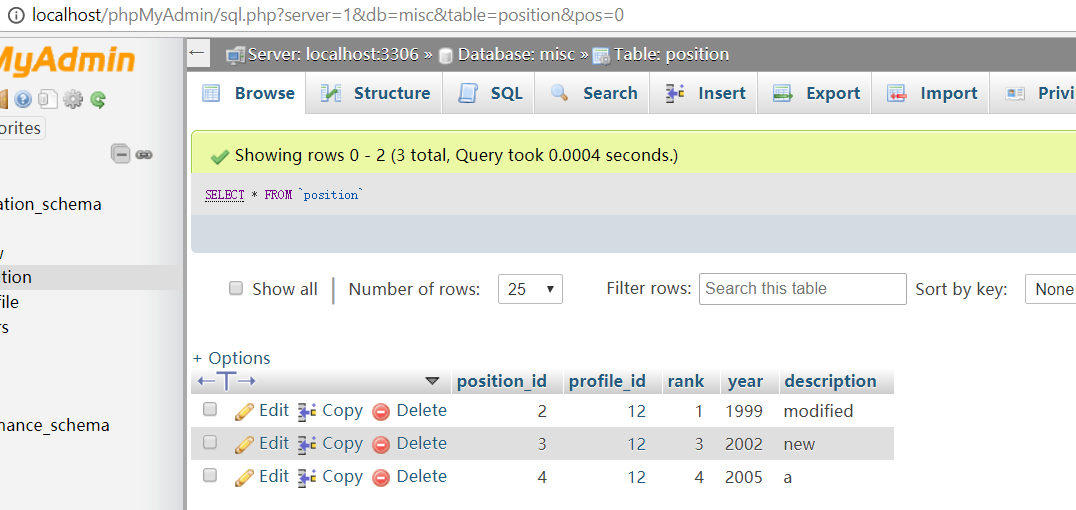 localhost/phpMyAdmin/sql.php?server=1&db=misc&table=position&pos=0
MyAdmin
Server: localhost:3306 » Database: misc » Table: position
Browse Structure SQL Search Insert Export Import Privi
orites
Showing rows 0 - 2 (3 total, Query took 0.0004 seconds.)
SELECT * FROM `position`
ation_schema
tion
file
rs
nance_schema
Show all Number of rows: 25 Filter rows: Search this table Sort by key: None
+ Options
←T→ position_id profile_id rank year description
Edit Copy Delete 2 12 1 1999 modified
Edit Copy Delete 3 12 3 2002 new
Edit Copy Delete 4 12 4 2005 a